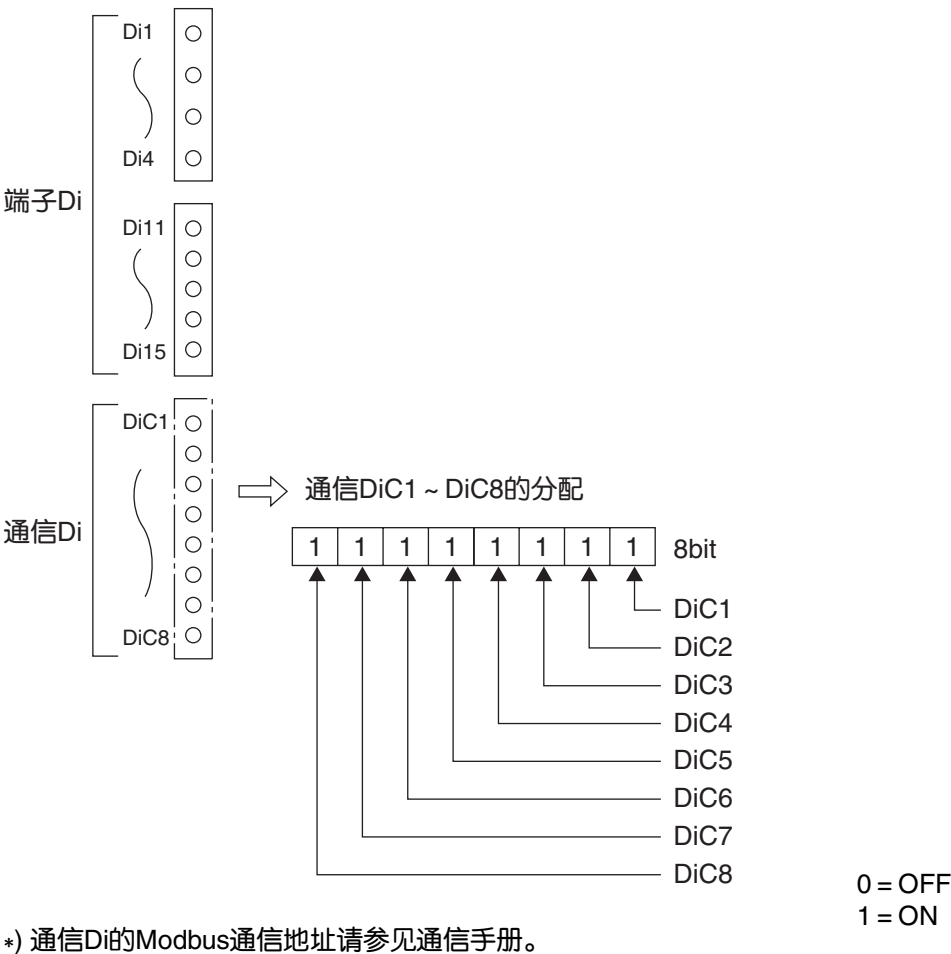 Di1
Di4
端子Di
Di11
Di15
DiC1
通信Di
DiC8
通信DiC1 ~ DiC8的分配
1 1 1 1 1 1 1 1 8bit
DiC1
DiC2
DiC3
DiC4
DiC5
DiC6
DiC7
DiC8
0 = OFF
1 = ON
*) 通信Di的Modbus通信地址请参见通信手册。